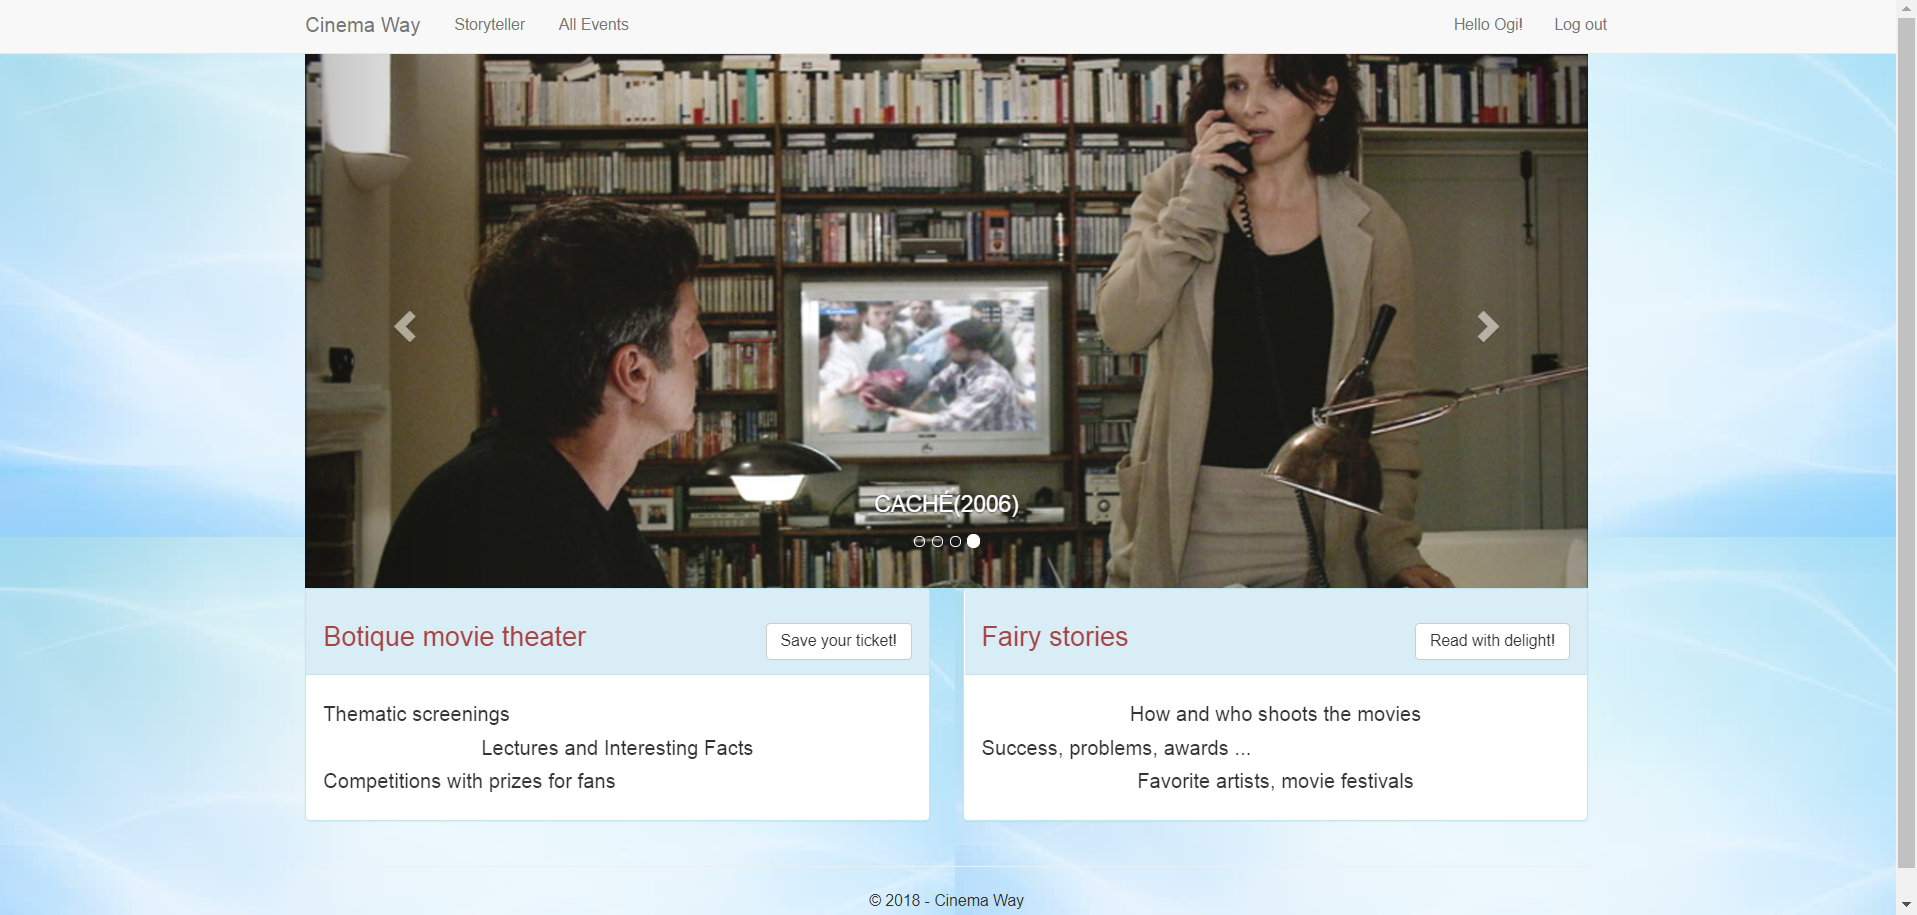 Cinema Way Storyteller All Events Hello Ogi! Log out
CACHÉ(2006)
Botique movie theater Save your ticket!
Thematic screenings
Lectures and Interesting Facts
Competitions with prizes for fans
Fairy stories Read with delight!
How and who shoots the movies
Success, problems, awards ...
Favorite artists, movie festivals
© 2018 - Cinema Way